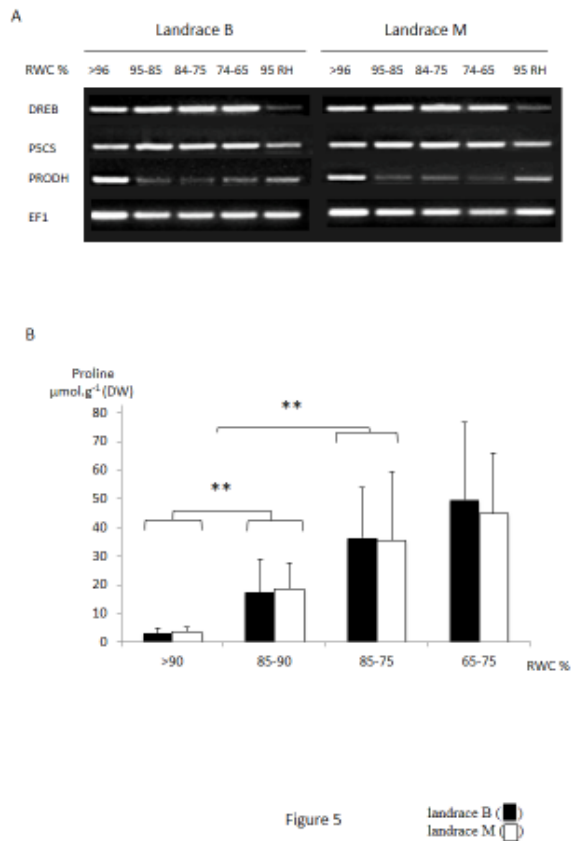 A
Landrace B Landrace M
RWC % >96 95-85 84-75 74-65 95 RH >96 95-85 84-75 74-65 95 RH
DREB
P5CS
PRODH
EF1
B
Proline
µmol.g⁻¹(DW)
80
70
60
50
40
30
20
10
0
**
**
>90 85-90 85-75 65-75 RWC %
Figure 5
landrace B ( )
landrace M ( )